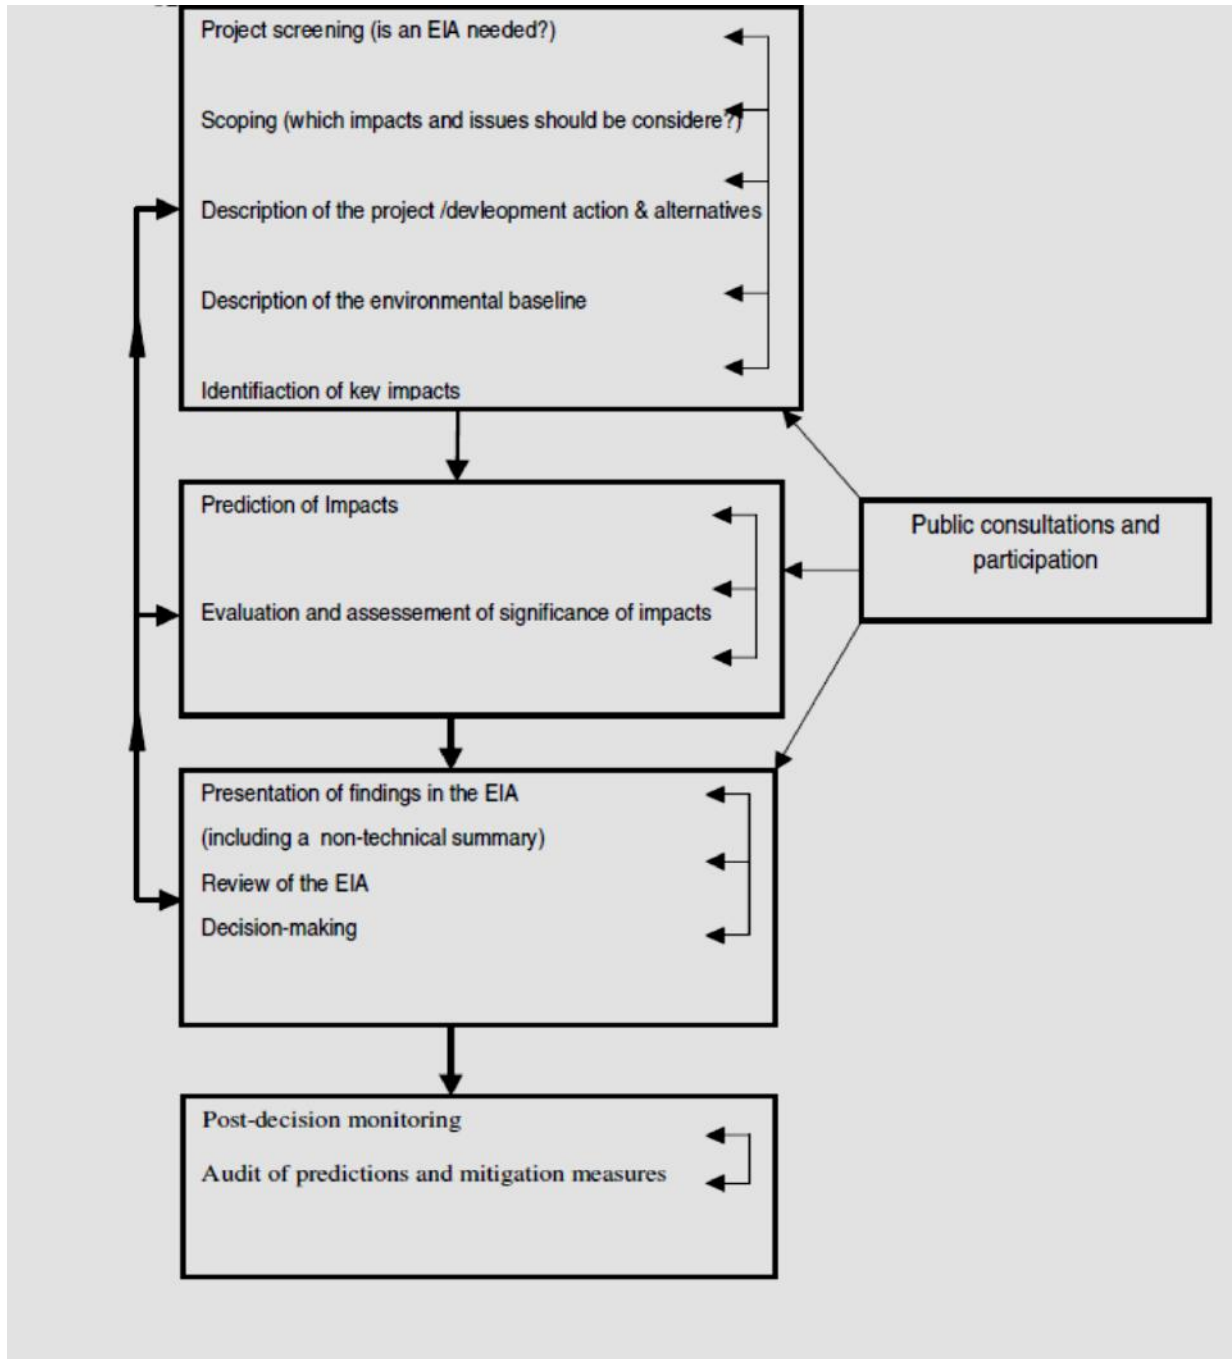 Project screening (is an EIA needed?)
Scoping (which impacts and issues should be considere?)
Description of the project /devleopment action & alternatives
Description of the environmental baseline
Identifiaction of key impacts
Prediction of Impacts
Evaluation and assessement of significance of impacts
Public consultations and
participation
Presentation of findings in the EIA
(including a non-technical summary)
Review of the EIA
Decision-making
Post-decision monitoring
Audit of predictions and mitigation measures